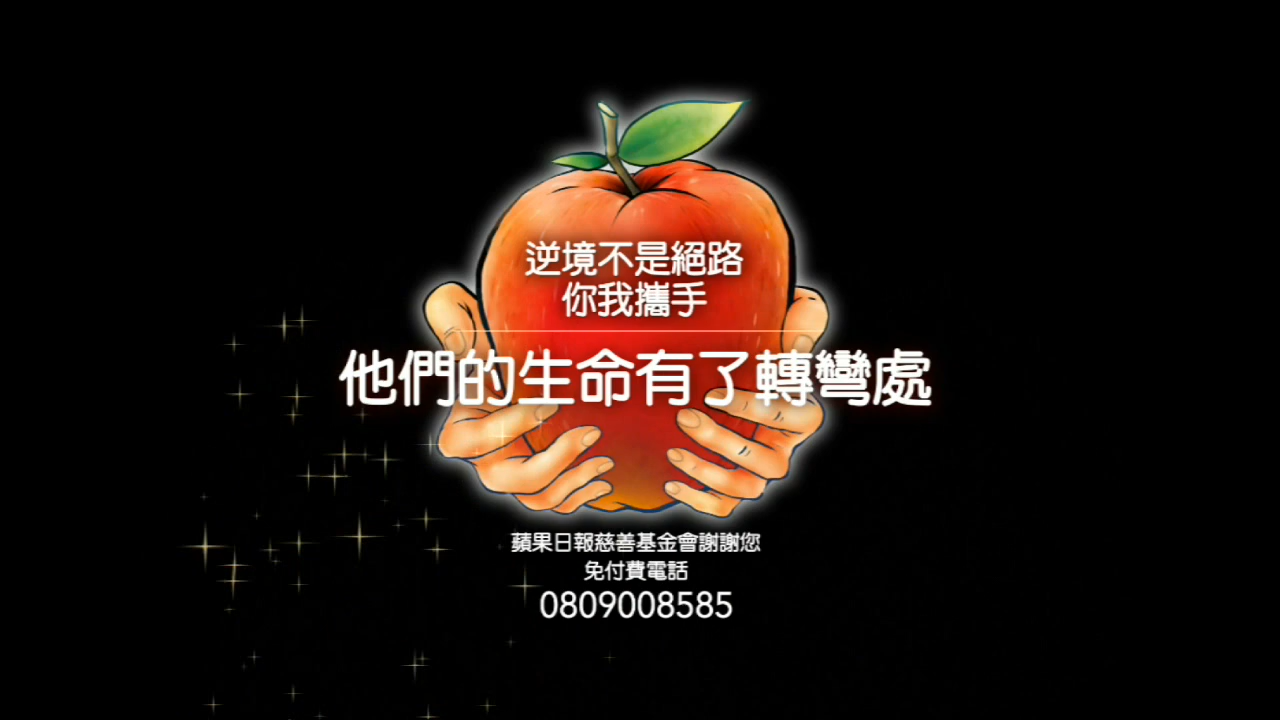 逆境不是絕路
你我攜手
他們的生命有了轉彎處
蘋果日報慈善基金會謝謝您
免付費電話
0809008585